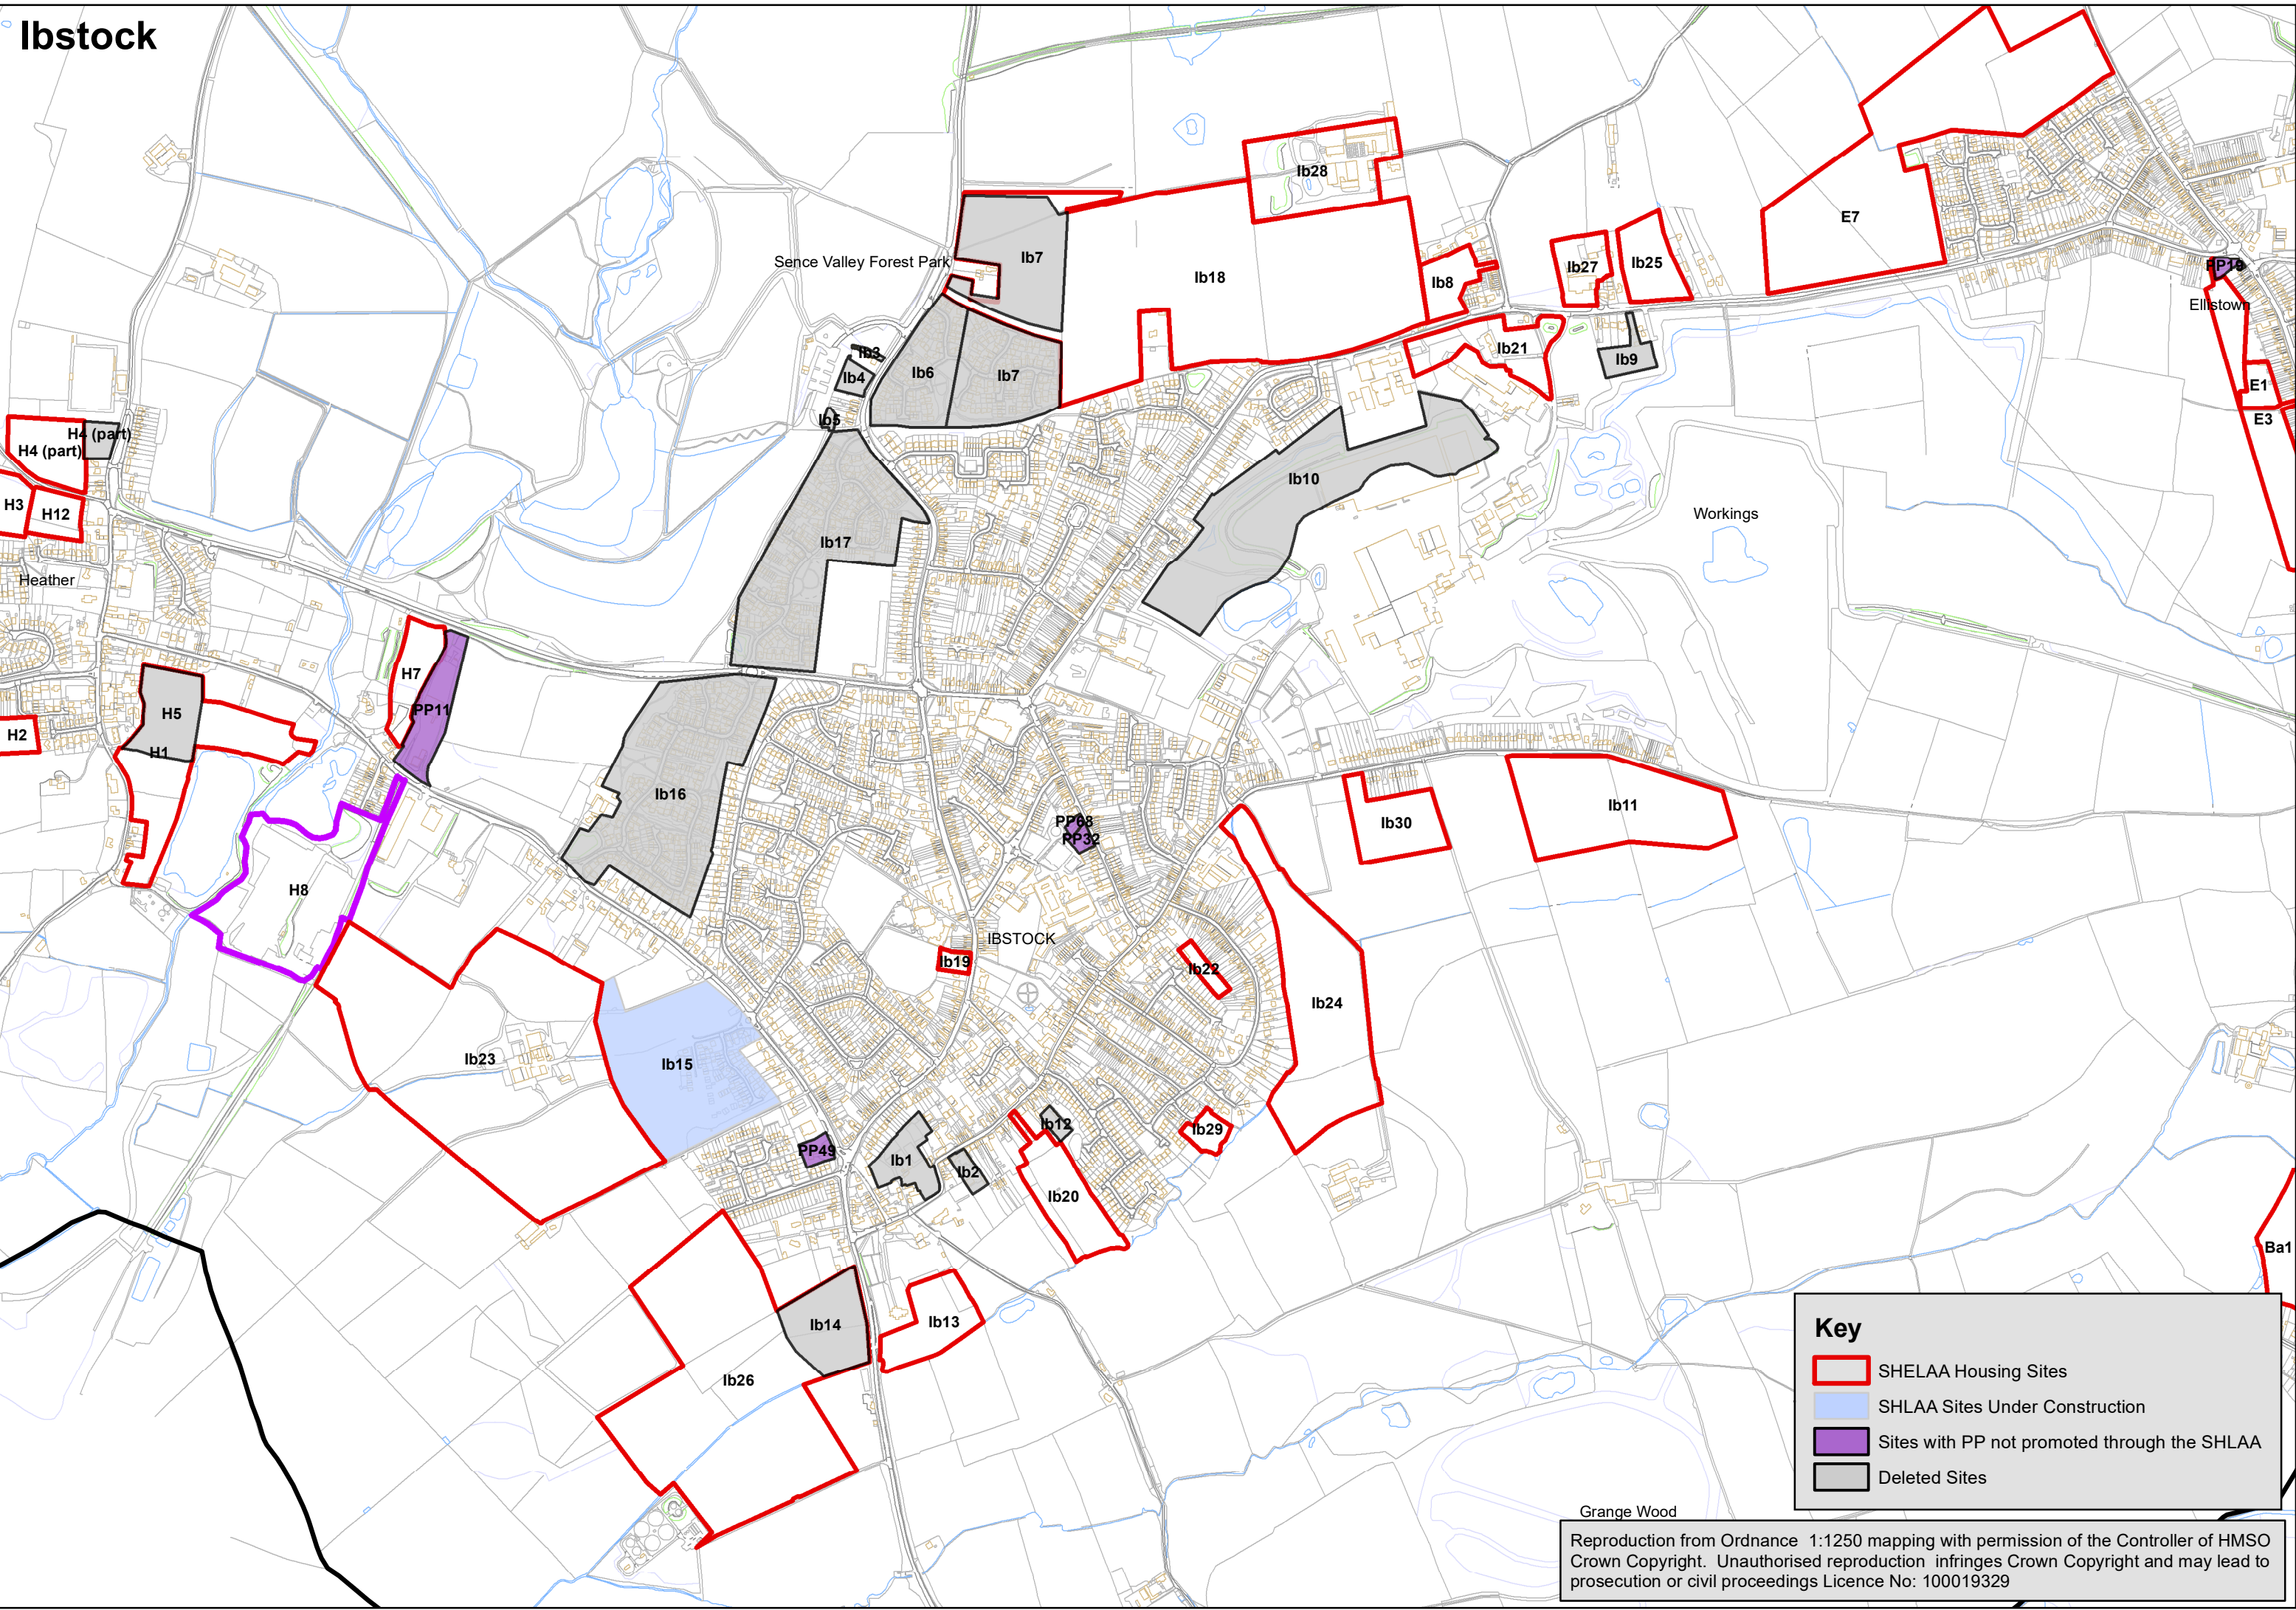 Ibstock
Ib28
E7
Sence Valley Forest Park
Ib7
Ib18
Ib27
Ib25
Ib8
PP19
Ellistown
Ib3
Ib21
Ib9
Ib4
Ib6
Ib7
E1
Ib5
E3
H4 (part)
H4 (part)
Ib10
H3
H12
Workings
Ib17
Heather
H7
PP11
H5
H2
H1
Ib16
Ib11
Ib30
PP68
PP32
H8
IBSTOCK
Ib19
Ib22
Ib24
Ib23
Ib15
Ib12
Ib29
PP49
Ib1
Ib2
Ib20
Ba1
Ib14
Ib13
Ib26
Key
SHELAA Housing Sites
SHLAA Sites Under Construction
Sites with PP not promoted through the SHLAA
Deleted Sites
Grange Wood
Reproduction from Ordnance 1:1250 mapping with permission of the Controller of HMSO
Crown Copyright. Unauthorised reproduction infringes Crown Copyright and may lead to
prosecution or civil proceedings Licence No: 100019329